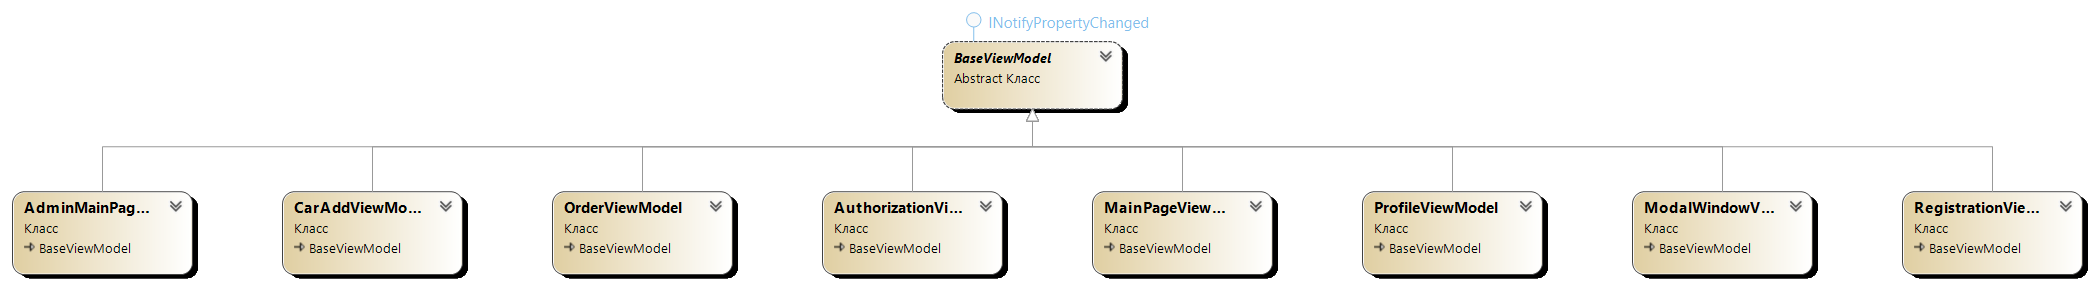 INotifyPropertyChanged
BaseViewModel
Abstract Класс
AdminMainPag...
Класс
BaseViewModel
CarAddViewMo...
Класс
BaseViewModel
OrderViewModel
Класс
BaseViewModel
AuthorizationVi...
Класс
BaseViewModel
MainPageView...
Класс
BaseViewModel
ProfileViewModel
Класс
BaseViewModel
ModalWindowV...
Класс
BaseViewModel
RegistrationVie...
Класс
BaseViewModel